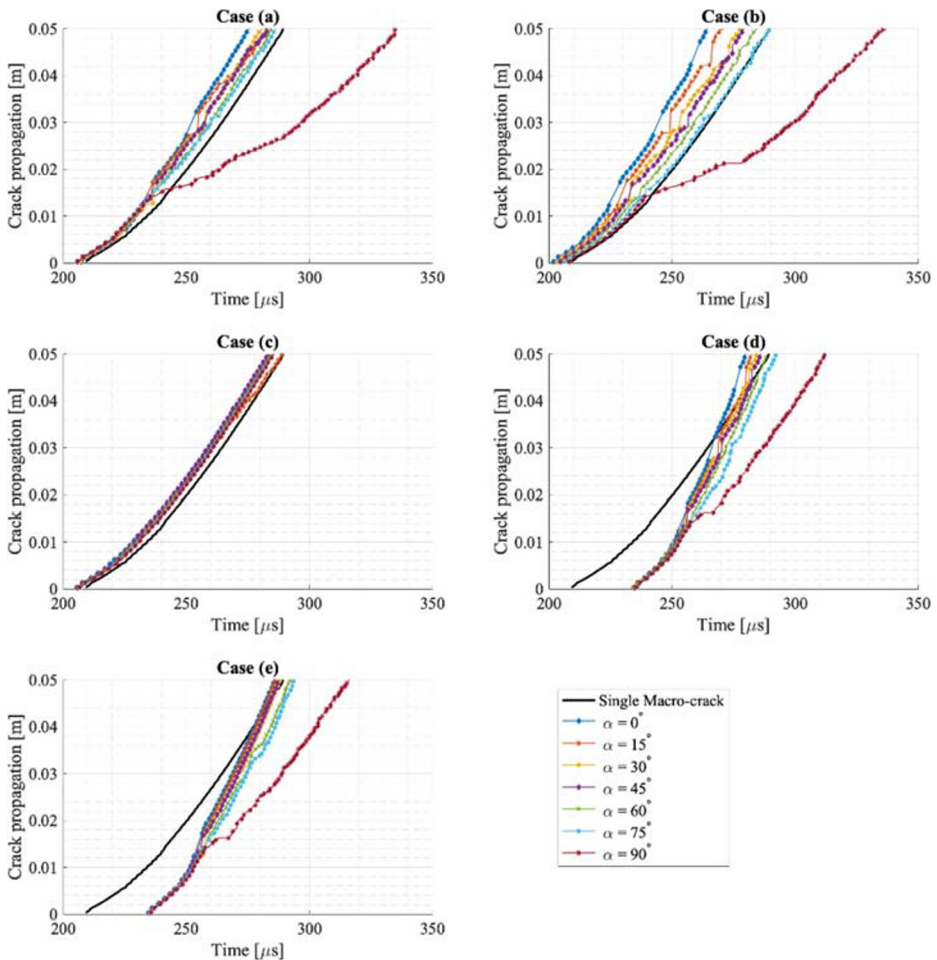 Case (a)
Crack propagation [m]
0.05
0.04
0.03
0.02
0.01
0
200
250
300
350
Time [μs]
Case (b)
Crack propagation [m]
0.05
0.04
0.03
0.02
0.01
0
200
250
300
350
Time [μs]
Case (c)
Crack propagation [m]
0.05
0.04
0.03
0.02
0.01
0
200
250
300
350
Time [μs]
Case (d)
Crack propagation [m]
0.05
0.04
0.03
0.02
0.01
0
200
250
300
350
Time [μs]
Case (e)
Crack propagation [m]
0.05
0.04
0.03
0.02
0.01
0
200
250
300
350
Time [μs]
Single Macro-crack
α = 0°
α = 15°
α = 30°
α = 45°
α = 60°
α = 75°
α = 90°